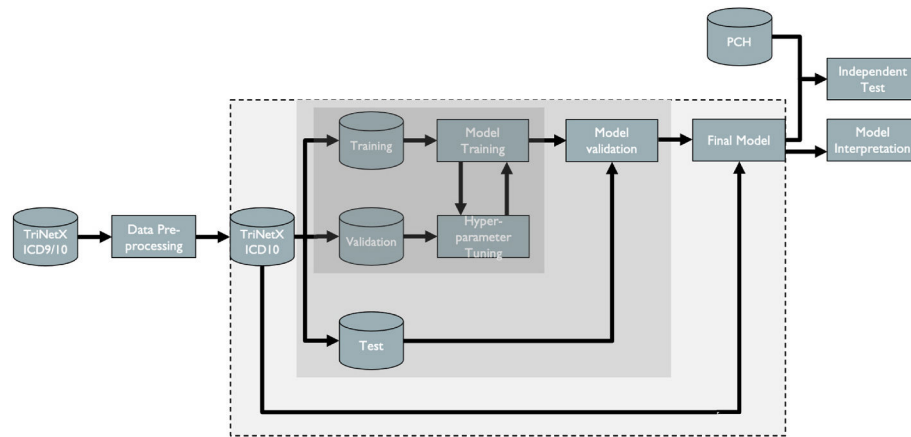 PCH
Independent
Test
Training
Model
Training
Model
validation
Final Model
Model
Interpretation
TriNetX
ICD9/10
Data Pre-
processing
TriNetX
ICD10
Validation
Hyper-
parameter
Tuning
Test